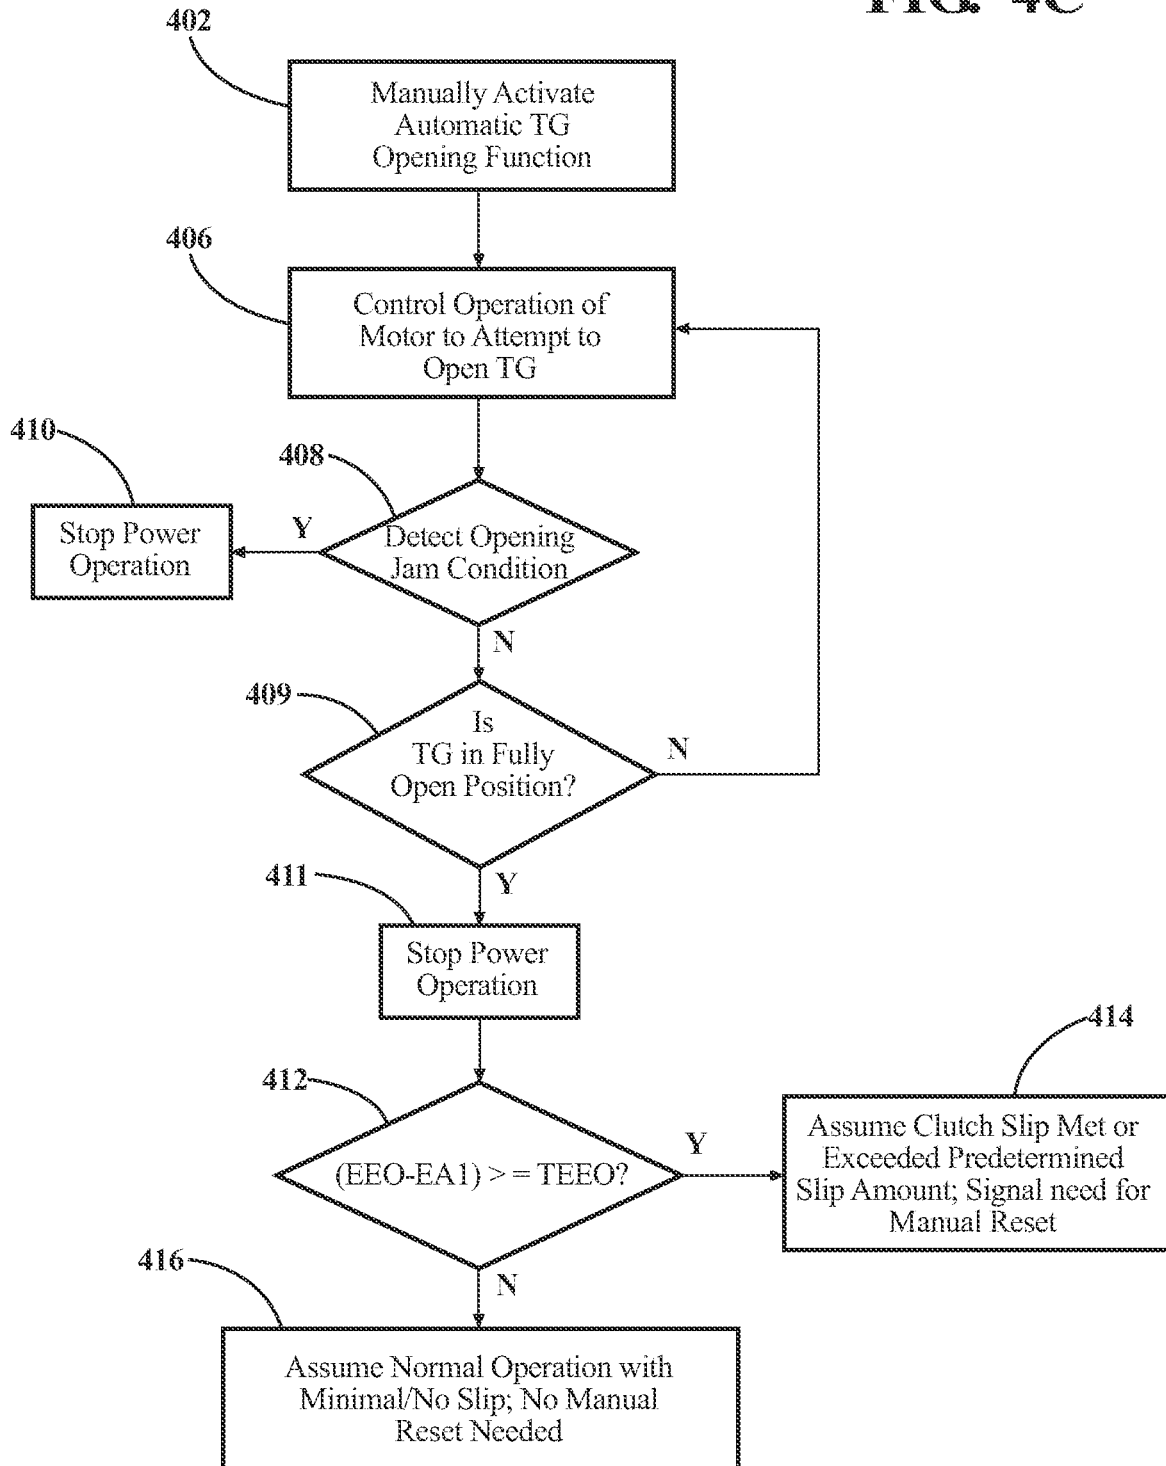 FIG. 4C
402
Manually Activate
Automatic TG
Opening Function
406
Control Operation of
Motor to Attempt to
Open TG
410
408
Stop Power
Operation
Y
Detect Opening
Jam Condition
N
409
Is
TG in Fully
Open Position?
N
Y
411
Stop Power
Operation
412
(EEO-EA1) > = TEEO?
Y
414
Assume Clutch Slip Met or
Exceeded Predetermined
Slip Amount; Signal need for
Manual Reset
N
416
Assume Normal Operation with
Minimal/No Slip; No Manual
Reset Needed